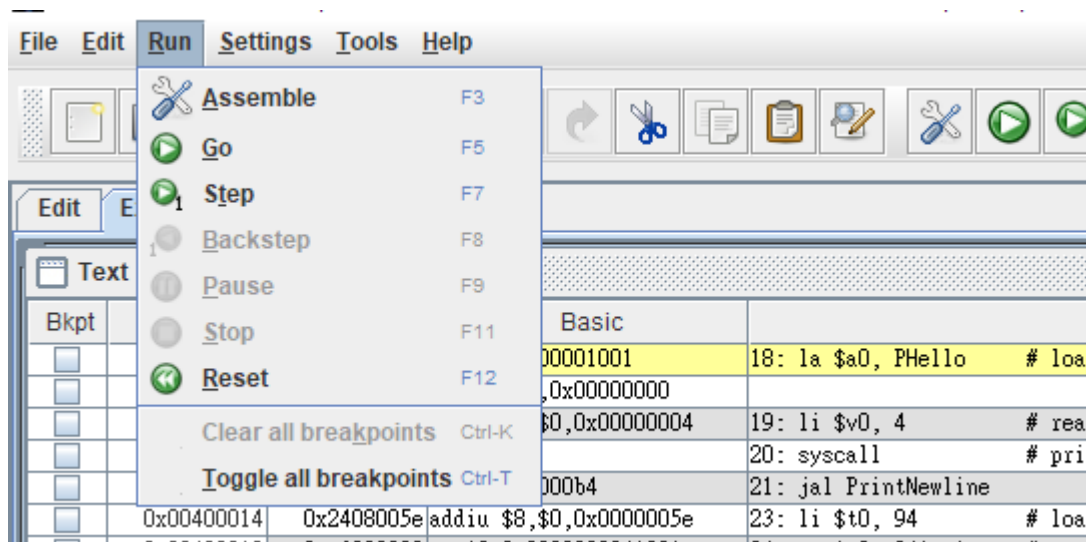 File Edit Run Settings Tools Help
Assemble F3
Go F5
Step F7
Backstep F8
Pause F9
Stop F11
Reset F12
Clear all breakpoints Ctrl-K
Toggle all breakpoints Ctrl-T
Edit
Text
Bkpt Basic
00001001 18: la $a0, PHello # loa
,0x00000000
$0,0x00000004 19: li $v0, 4 # rea
20: syscall # pri
000b4 21: jal PrintNewline
0x00400014 0x2408005e addiu $8,$0,0x0000005e 23: li $t0, 94 # loa